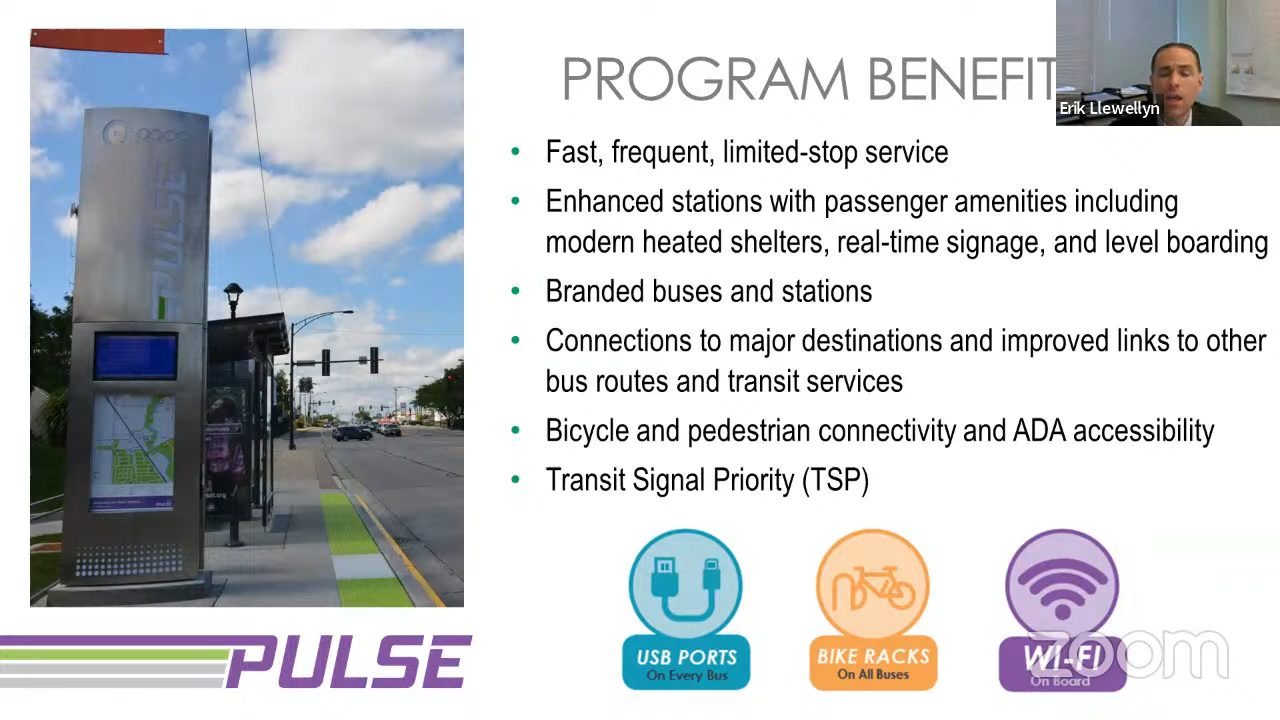 PROGRAM BENEFIT
Erik Llewellyn
• Fast, frequent, limited-stop service
• Enhanced stations with passenger amenities including
modern heated shelters, real-time signage, and level boarding
• Branded buses and stations
• Connections to major destinations and improved links to other
bus routes and transit services
• Bicycle and pedestrian connectivity and ADA accessibility
• Transit Signal Priority (TSP)
pace
PULSE
PULSE
PULSE
USB PORTS
On Every Bus
BIKE RACKS
On All Buses
WI-FI
On Board
zoom